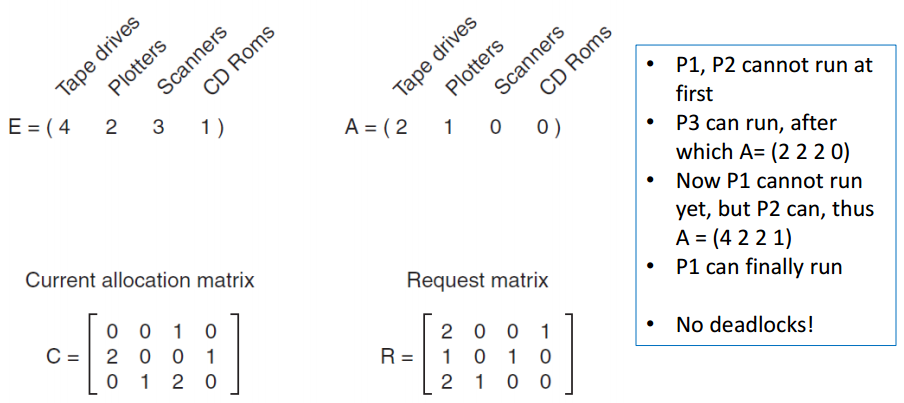 Tape drives
Plotters
Scanners
CD Roms
E = ( 4 2 3 1 )
Tape drives
Plotters
Scanners
CD Roms
A = ( 2 1 0 0 )
Current allocation matrix
C =
0 0 1 0
2 0 0 1
0 1 2 0
Request matrix
R =
2 0 0 1
1 0 1 0
2 1 0 0
• P1, P2 cannot run at
first
• P3 can run, after
which A= (2 2 2 0)
• Now P1 cannot run
yet, but P2 can, thus
A = (4 2 2 1)
• P1 can finally run
• No deadlocks!